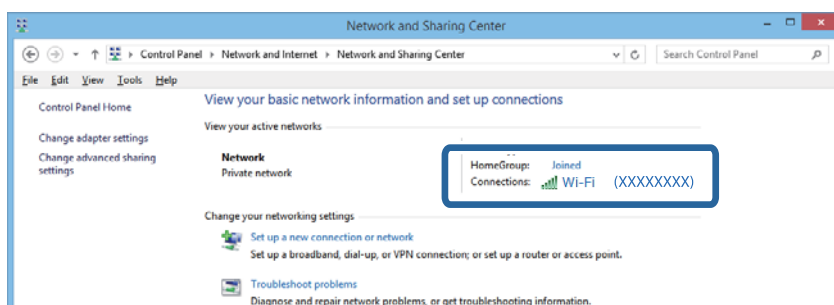 Network and Sharing Center
Control Panel Network and Internet Network and Sharing Center Search Control Panel
File Edit View Tools Help
Control Panel Home
Change adapter settings
Change advanced sharing
settings
View your basic network information and set up connections
View your active networks
Network
Private network
HomeGroup: Joined
Connections: Wi-Fi (XXXXXXXX)
Change your networking settings
Set up a new connection or network
Set up a broadband, dial-up, or VPN connection; or set up a router or access point.
Troubleshoot problems
Diagnose and repair network problems, or get troubleshooting information.